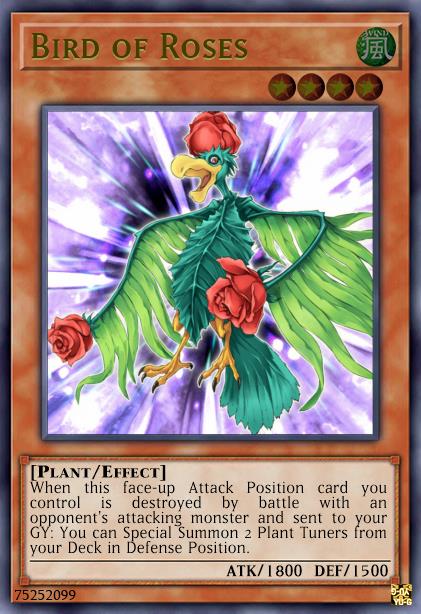 Bird of Roses
WIND
風
[Plant/Effect]
When this face-up Attack Position card you
control is destroyed by battle with an
opponent's attacking monster and sent to your
GY: You can Special Summon 2 Plant Tuners from
your Deck in Defense Position.
ATK/1800 DEF/1500
75252099